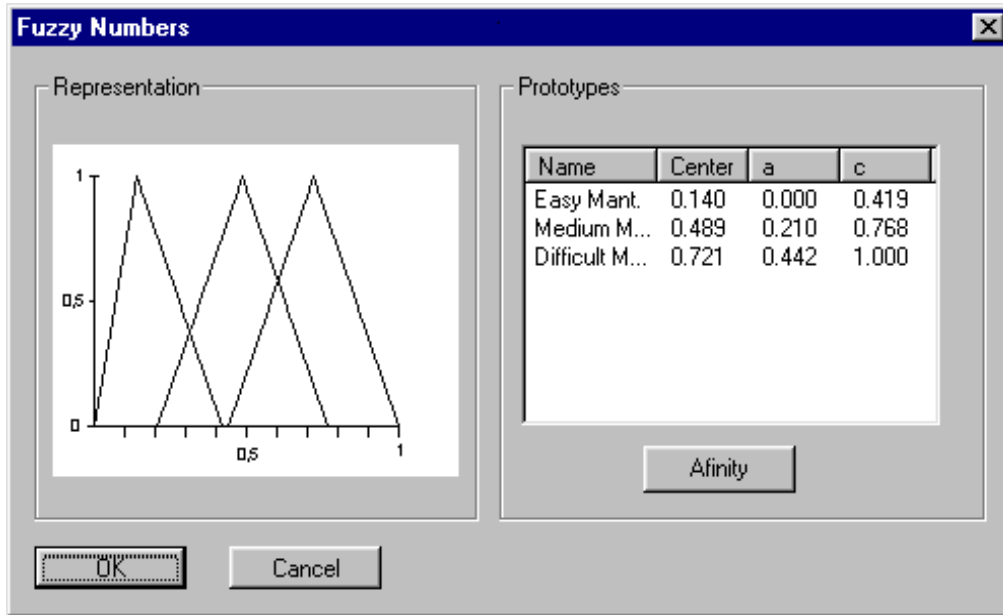 Fuzzy Numbers
Representation
1
0,5
0
0,5
1
Prototypes
Name Center a c
Easy Mant. 0.140 0.000 0.419
Medium M... 0.489 0.210 0.768
Difficult M... 0.721 0.442 1.000
Afinity
OK Cancel